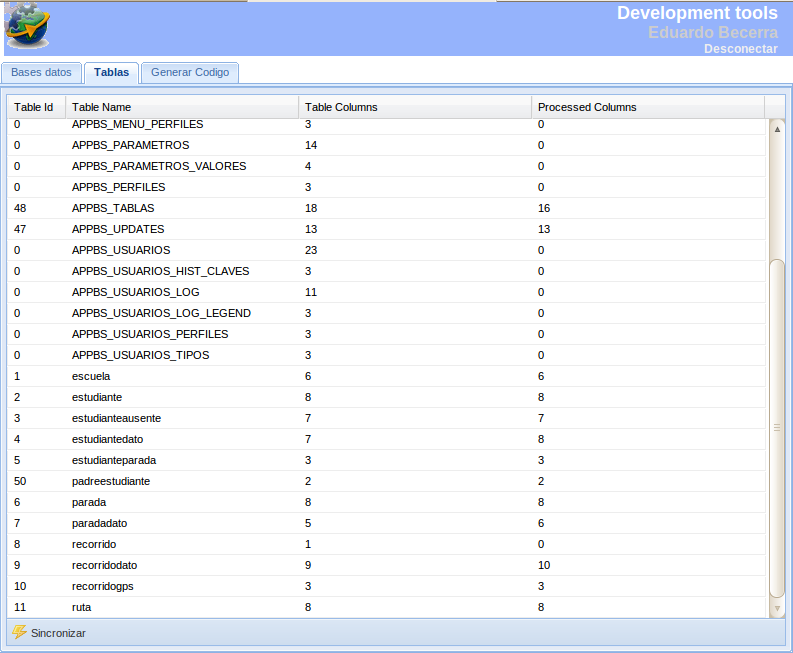 Development tools
Eduardo Becerra
Desconectar
Bases datos Tablas Generar Codigo
Table Id Table Name Table Columns Processed Columns
0 APPBS_MENU_PERFILES 3 0
0 APPBS_PARAMETROS 14 0
0 APPBS_PARAMETROS_VALORES 4 0
0 APPBS_PERFILES 3 0
48 APPBS_TABLAS 18 16
47 APPBS_UPDATES 13 13
0 APPBS_USUARIOS 23 0
0 APPBS_USUARIOS_HIST_CLAVES 3 0
0 APPBS_USUARIOS_LOG 11 0
0 APPBS_USUARIOS_LOG_LEGEND 3 0
0 APPBS_USUARIOS_PERFILES 3 0
0 APPBS_USUARIOS_TIPOS 3 0
1 escuela 6 6
2 estudiante 8 8
3 estudianteausente 7 7
4 estudiantedato 7 8
5 estudianteparada 3 3
50 padreestudiante 2 2
6 parada 8 8
7 paradadato 5 6
8 recorrido 1 0
9 recorridodato 9 10
10 recorridogps 3 3
11 ruta 8 8
Sincronizar